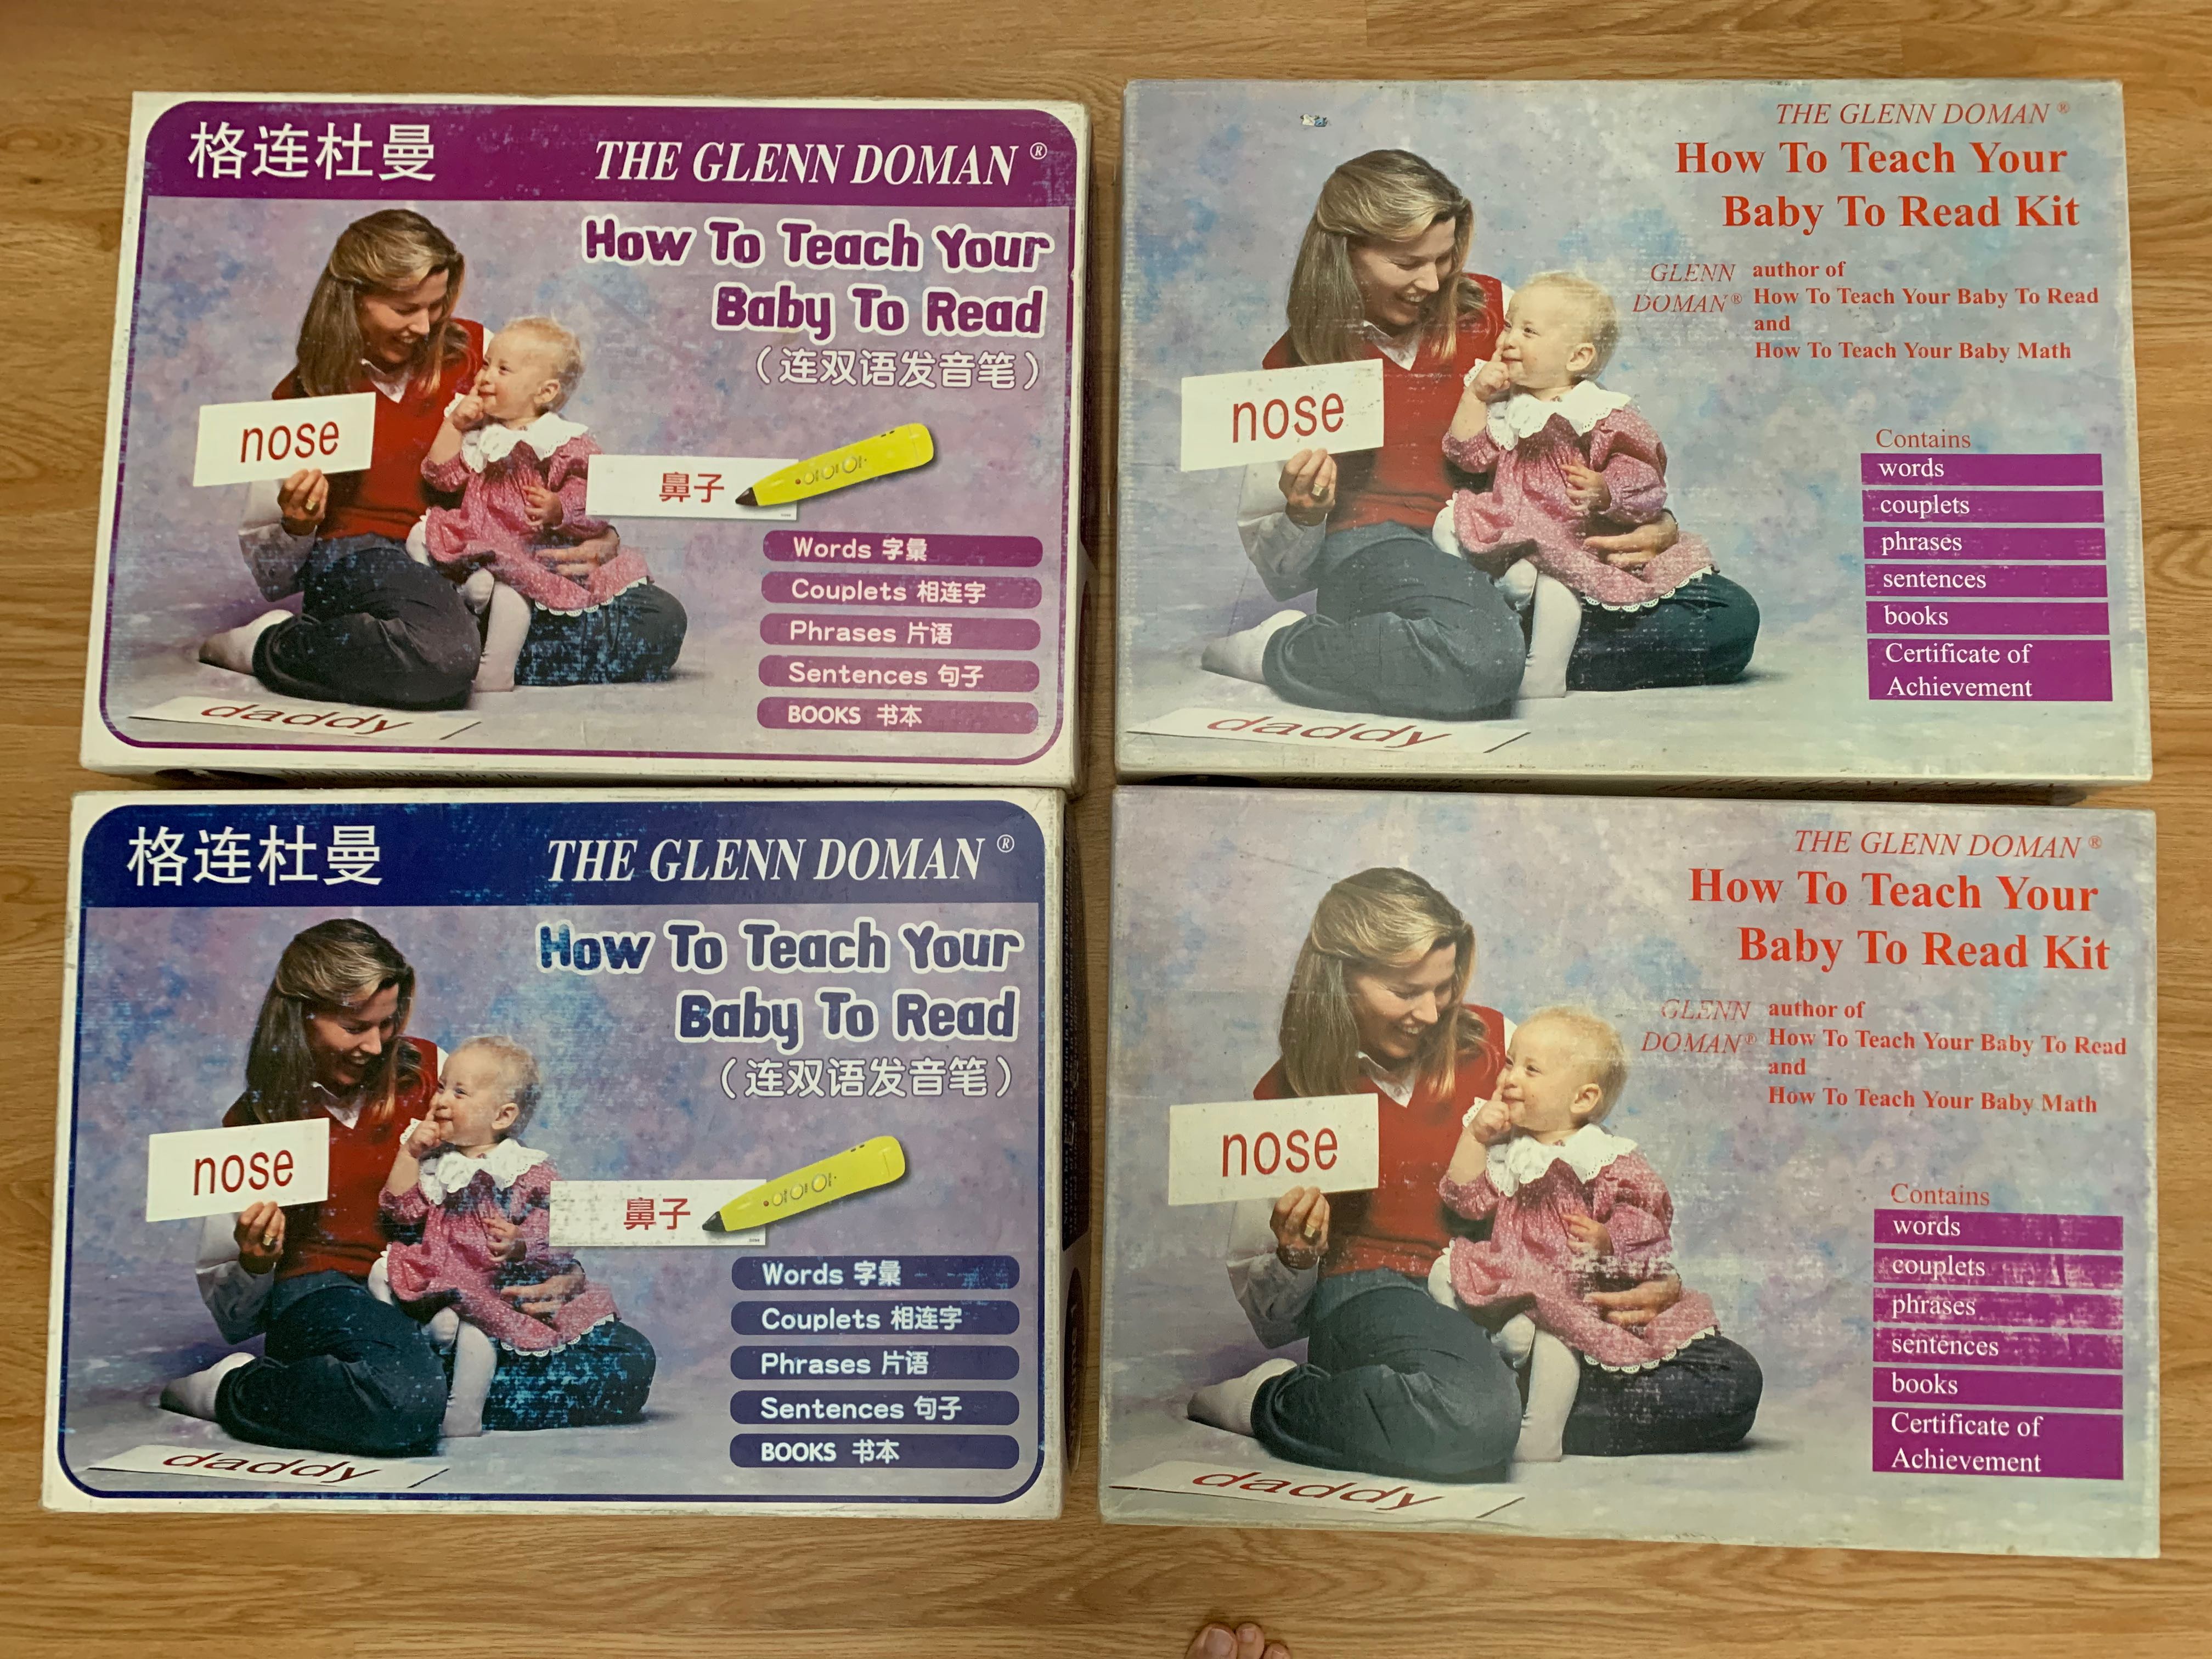 格连杜曼
THE GLENN DOMAN ®
How To Teach Your
Baby To Read
（连双语发音笔）
nose
鼻子
Words 字彙
Couplets 相连字
Phrases 片语
Sentences 句子
BOOKS 书本
daddy
THE GLENN DOMAN ®
How To Teach Your
Baby To Read Kit
GLENN DOMAN® author of
How To Teach Your Baby To Read
and
How To Teach Your Baby Math
nose
Contains
words
couplets
phrases
sentences
books
Certificate of
Achievement
daddy
格连杜曼
THE GLENN DOMAN ®
How To Teach Your
Baby To Read
（连双语发音笔）
nose
鼻子
Words 字彙
Couplets 相连字
Phrases 片语
Sentences 句子
BOOKS 书本
daddy
THE GLENN DOMAN ®
How To Teach Your
Baby To Read Kit
GLENN DOMAN® author of
How To Teach Your Baby To Read
and
How To Teach Your Baby Math
nose
Contains
words
couplets
phrases
sentences
books
Certificate of
Achievement
daddy